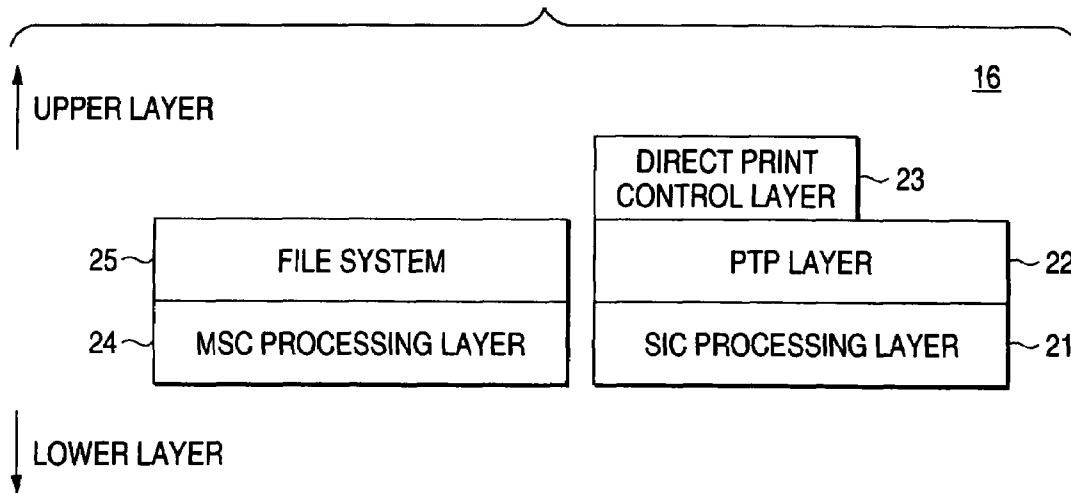 16
UPPER LAYER
DIRECT PRINT
CONTROL LAYER
23
25
FILE SYSTEM
PTP LAYER
22
24
MSC PROCESSING LAYER
SIC PROCESSING LAYER
21
LOWER LAYER